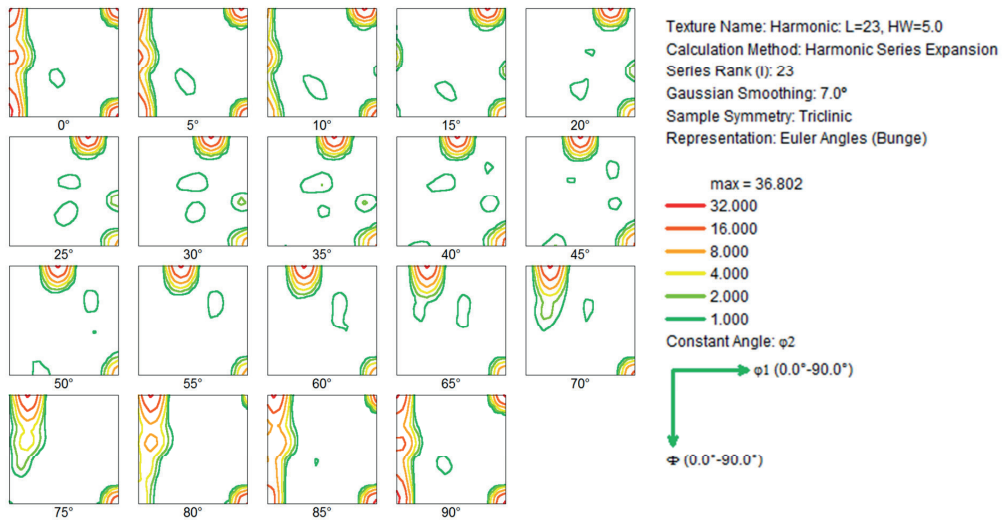 Texture Name: Harmonic: L=23, HW=5.0
Calculation Method: Harmonic Series Expansion
Series Rank (l): 23
Gaussian Smoothing: 7.0°
Sample Symmetry: Triclinic
Representation: Euler Angles (Bunge)
0° 5° 10° 15° 20°
25° 30° 35° 40° 45°
50° 55° 60° 65° 70°
75° 80° 85° 90°
max = 36.802
32.000
16.000
8.000
4.000
2.000
1.000
Constant Angle: φ2
φ1 (0.0°-90.0°)
Φ (0.0°-90.0°)